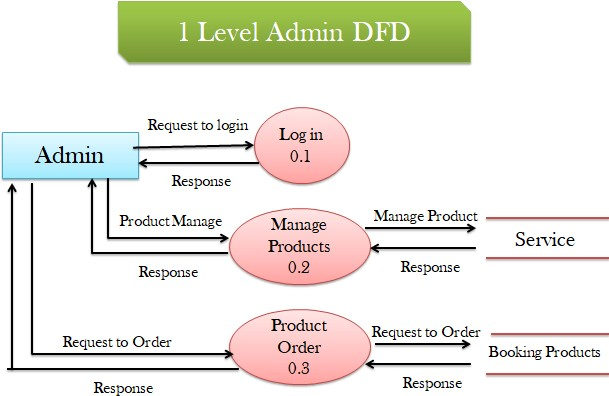 1 Level Admin DFD
Request to login
Log in
0.1
Admin
Response
Product Manage
Manage
Products
0.2
Manage Product
Service
Response
Response
Product
Order
0.3
Request to Order
Request to Order
Booking Products
Response
Response